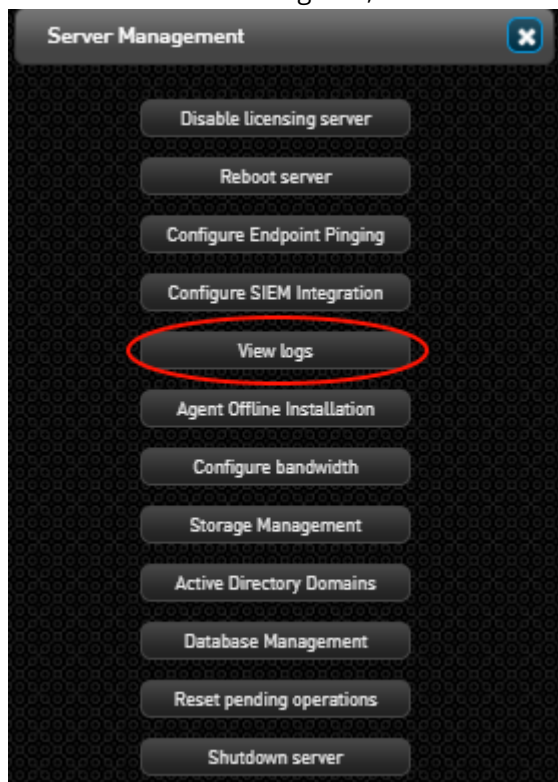 Server Management
Disable licensing server
Reboot server
Configure Endpoint Pinging
Configure SIEM Integration
View logs
Agent Offline Installation
Configure bandwidth
Storage Management
Active Directory Domains
Database Management
Reset pending operations
Shutdown server